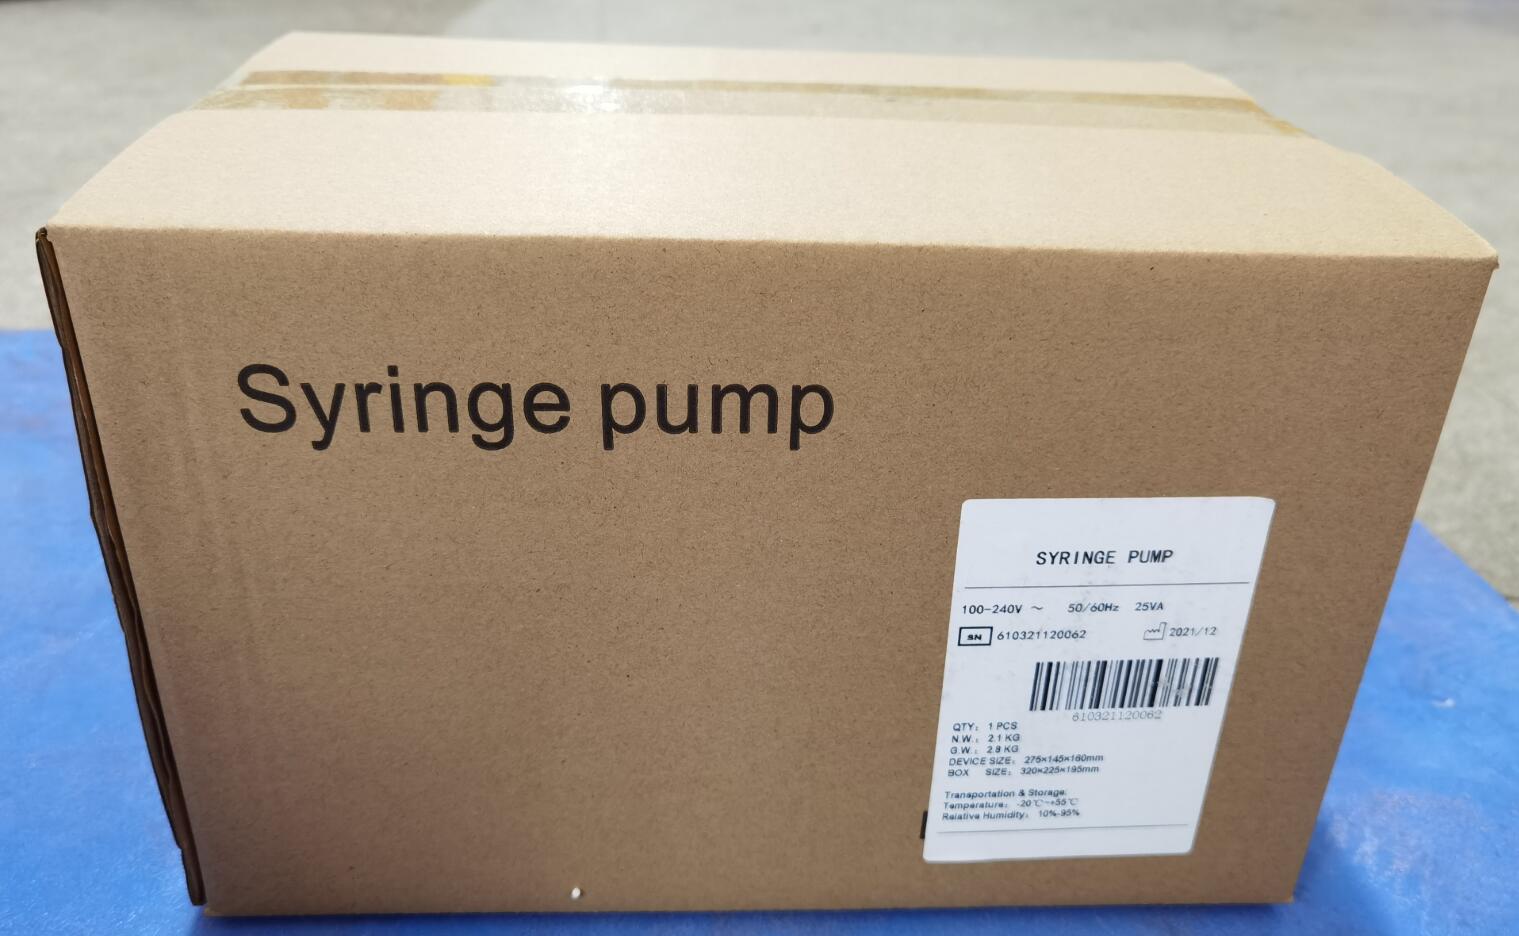 Syringe pump
SYRINGE PUMP
100-240V ～ 50/60Hz 25VA
SN 610321120062 2021/12
610321120062
QTY: 1 PCS
N.W.: 2.1 KG
G.W.: 2.8 KG
DEVICE SIZE: 275×145×160mm
BOX SIZE: 320×225×195mm
Transportation & Storage:
Temperature: -20℃~+55℃
Relative Humidity: 10%-95%